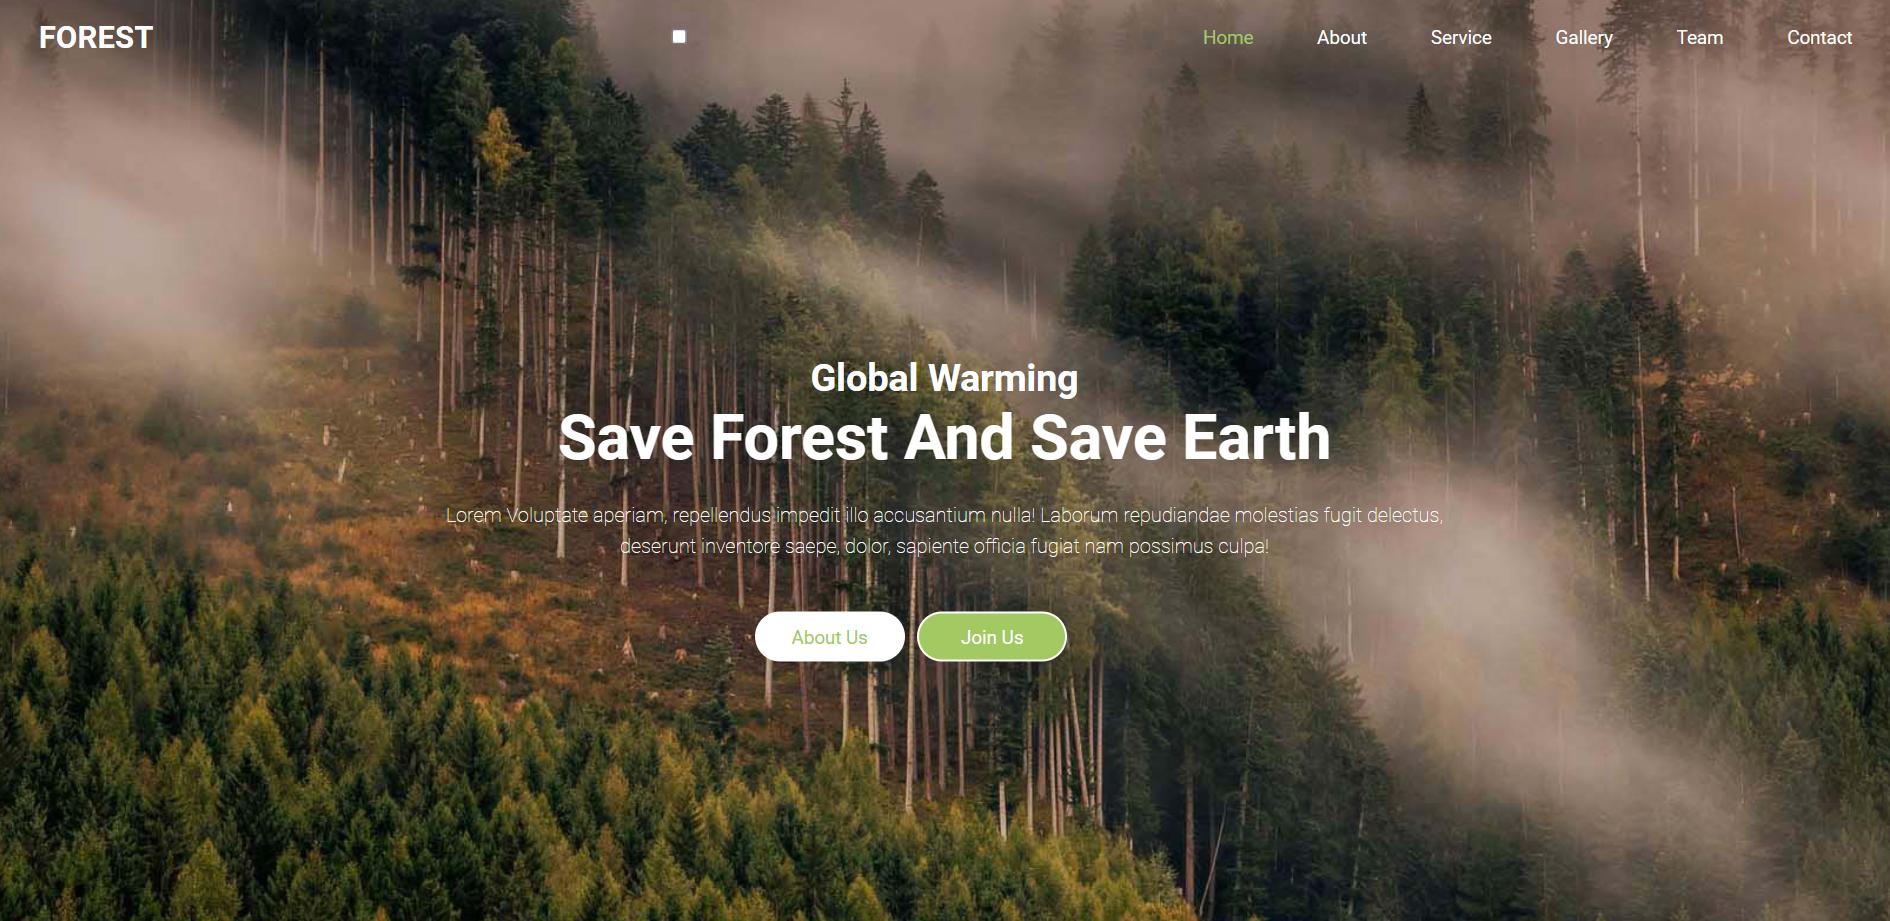 FOREST
Home About Service Gallery Team Contact
Global Warming
Save Forest And Save Earth
Lorem Voluptate aperiam, repellendus impedit illo accusantium nulla! Laborum repudiandae molestias fugit delectus,
deserunt inventore saepe, dolor, sapiente officia fugiat nam possimus culpa!
About Us Join Us